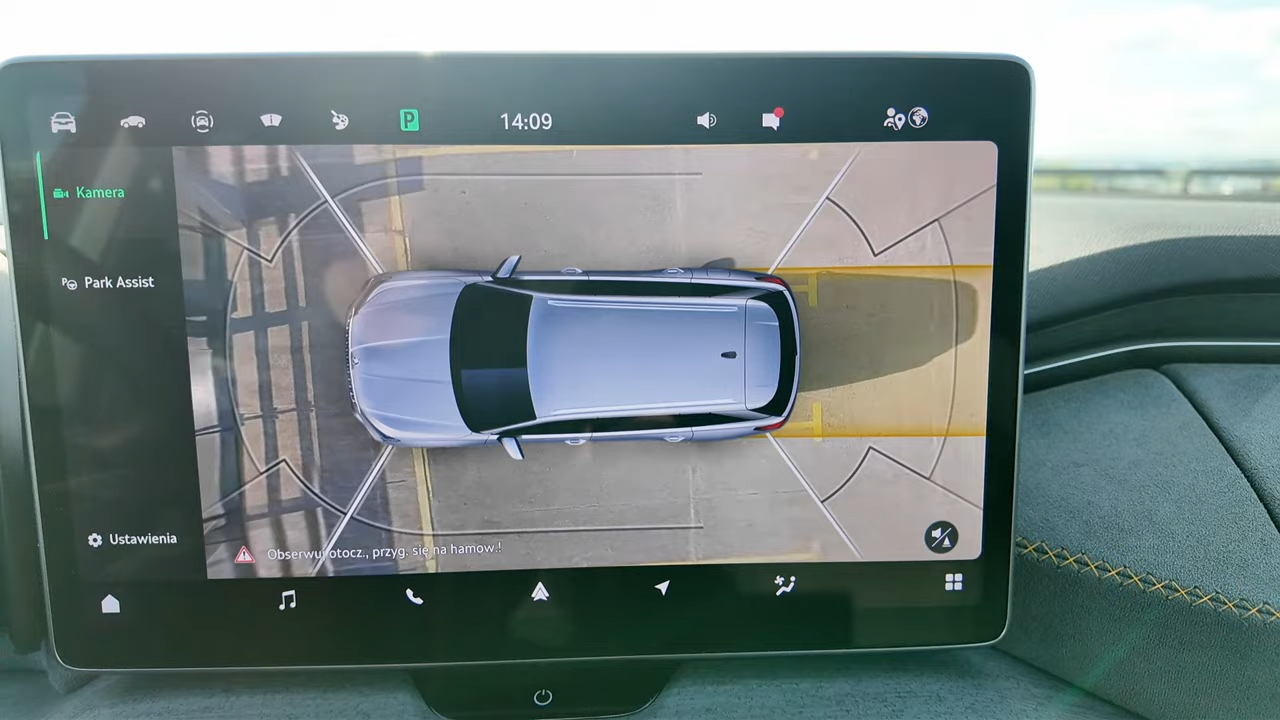 P
14:09
Kamera
Park Assist
Ustawienia
Obserwuj otocz., przyg. się na hamow.!